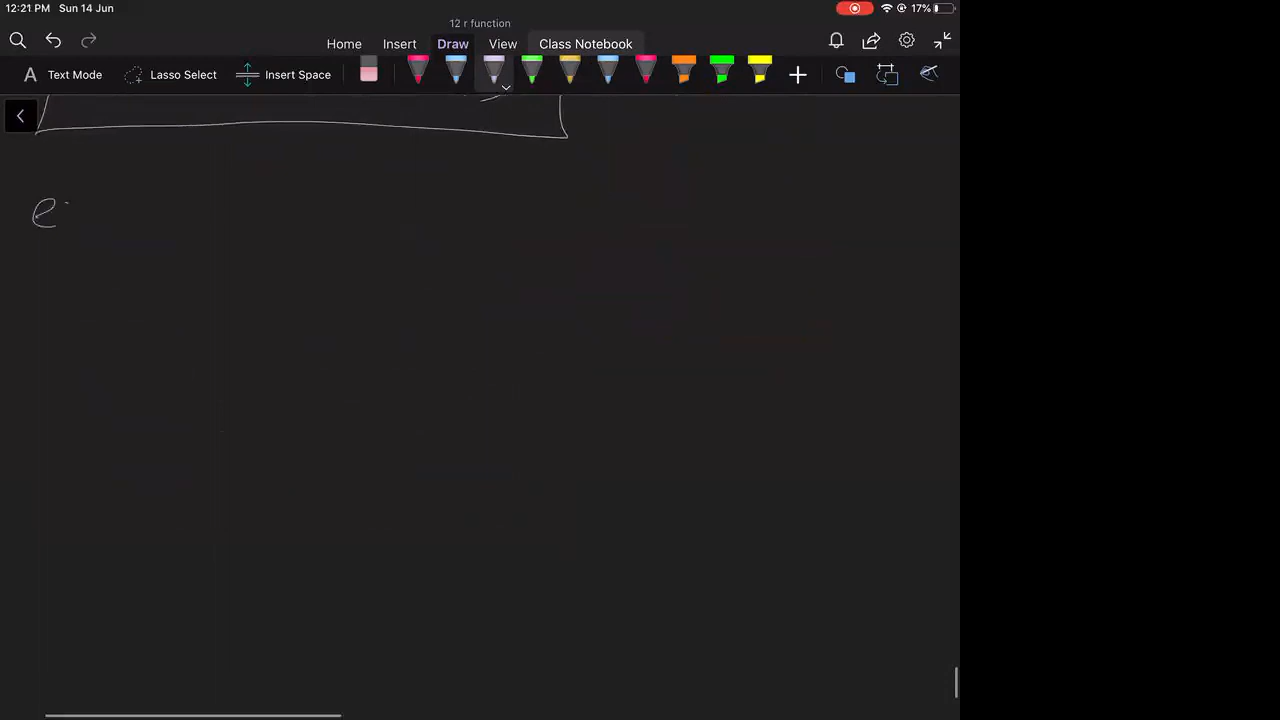 12:21 PM Sun 14 Jun 17%
12 r function
Home Insert Draw View Class Notebook
A Text Mode Lasso Select Insert Space
e